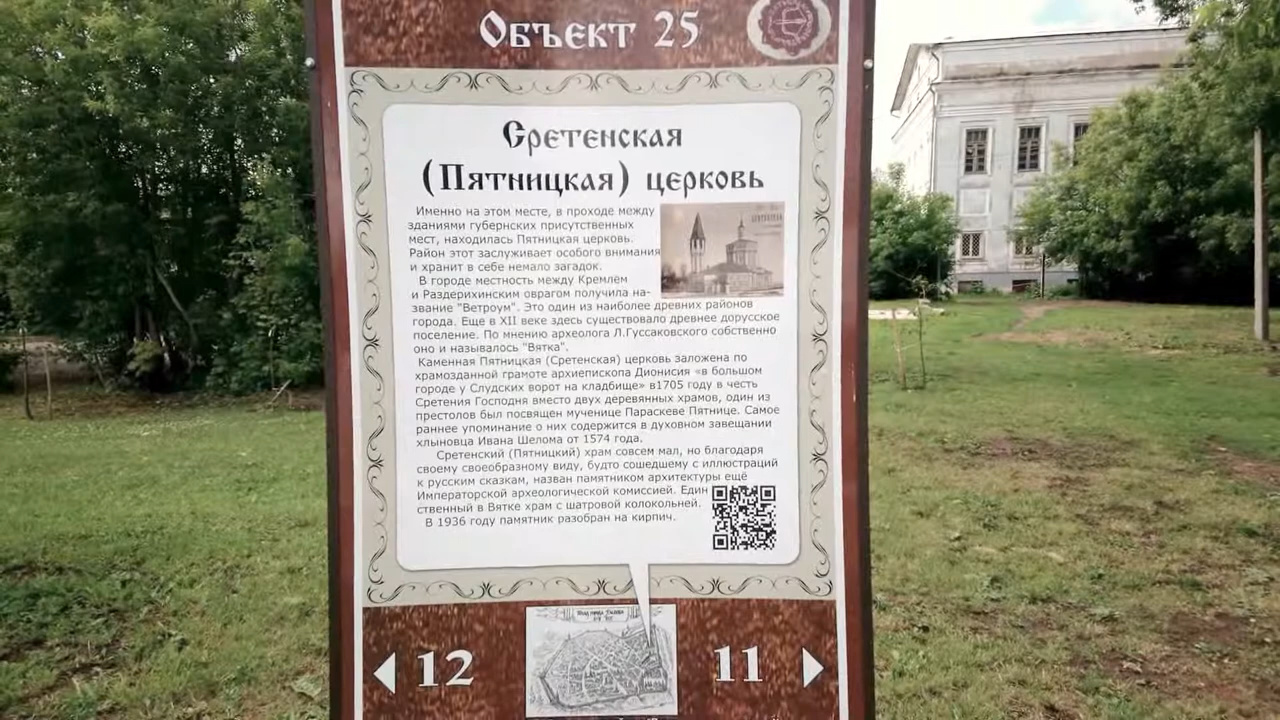 Объект 25
Сретенская
(Пятницкая) церковь
Именно на этом месте, в проходе между
зданиями губернских присутственных
мест, находилась Пятницкая церковь.
Район этот заслуживает особого внимания
и хранит в себе немало загадок.
В городе местность между Кремлём
и Раздерихинским оврагом получила на-
звание "Ветроум". Это один из наиболее древних районов
города. Еще в XII веке здесь существовало древнее дорусское
поселение. По мнению археолога Л.Гуссаковского собственно
оно и называлось "Вятка".
Каменная Пятницкая (Сретенская) церковь заложена по
храмозданной грамоте архиепископа Дионисия «в большом
городе у Слудских ворот на кладбище» в1705 году в честь
Сретения Господня вместо двух деревянных храмов, один из
престолов был посвящен мученице Параскеве Пятнице. Самое
раннее упоминание о них содержится в духовном завещании
хлыновца Ивана Шелома от 1574 года.
Сретенский (Пятницкий) храм совсем мал, но благодаря
своему своеобразному виду, будто сошедшему с иллюстраций
к русским сказкам, назван памятником архитектуры ещё
Императорской археологической комиссией. Един
ственный в Вятке храм с шатровой колокольней.
В 1936 году памятник разобран на кирпич.
12
11